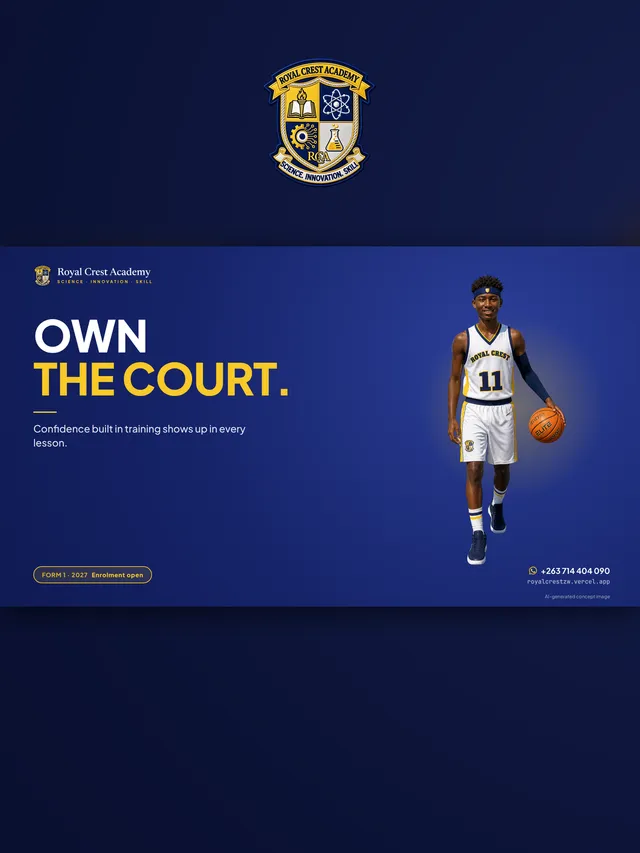 ROYAL CREST ACADEMY
RCA
SCIENCE. INNOVATION. SKILL
Royal Crest Academy
SCIENCE · INNOVATION · SKILL
OWN
THE COURT.
Confidence built in training shows up in every
lesson.
ROYAL CREST
11
ELITE
FORM 1 · 2027 Enrolment open
+263 714 404 090
royalcrestzw.vercel.app
AI-generated concept image